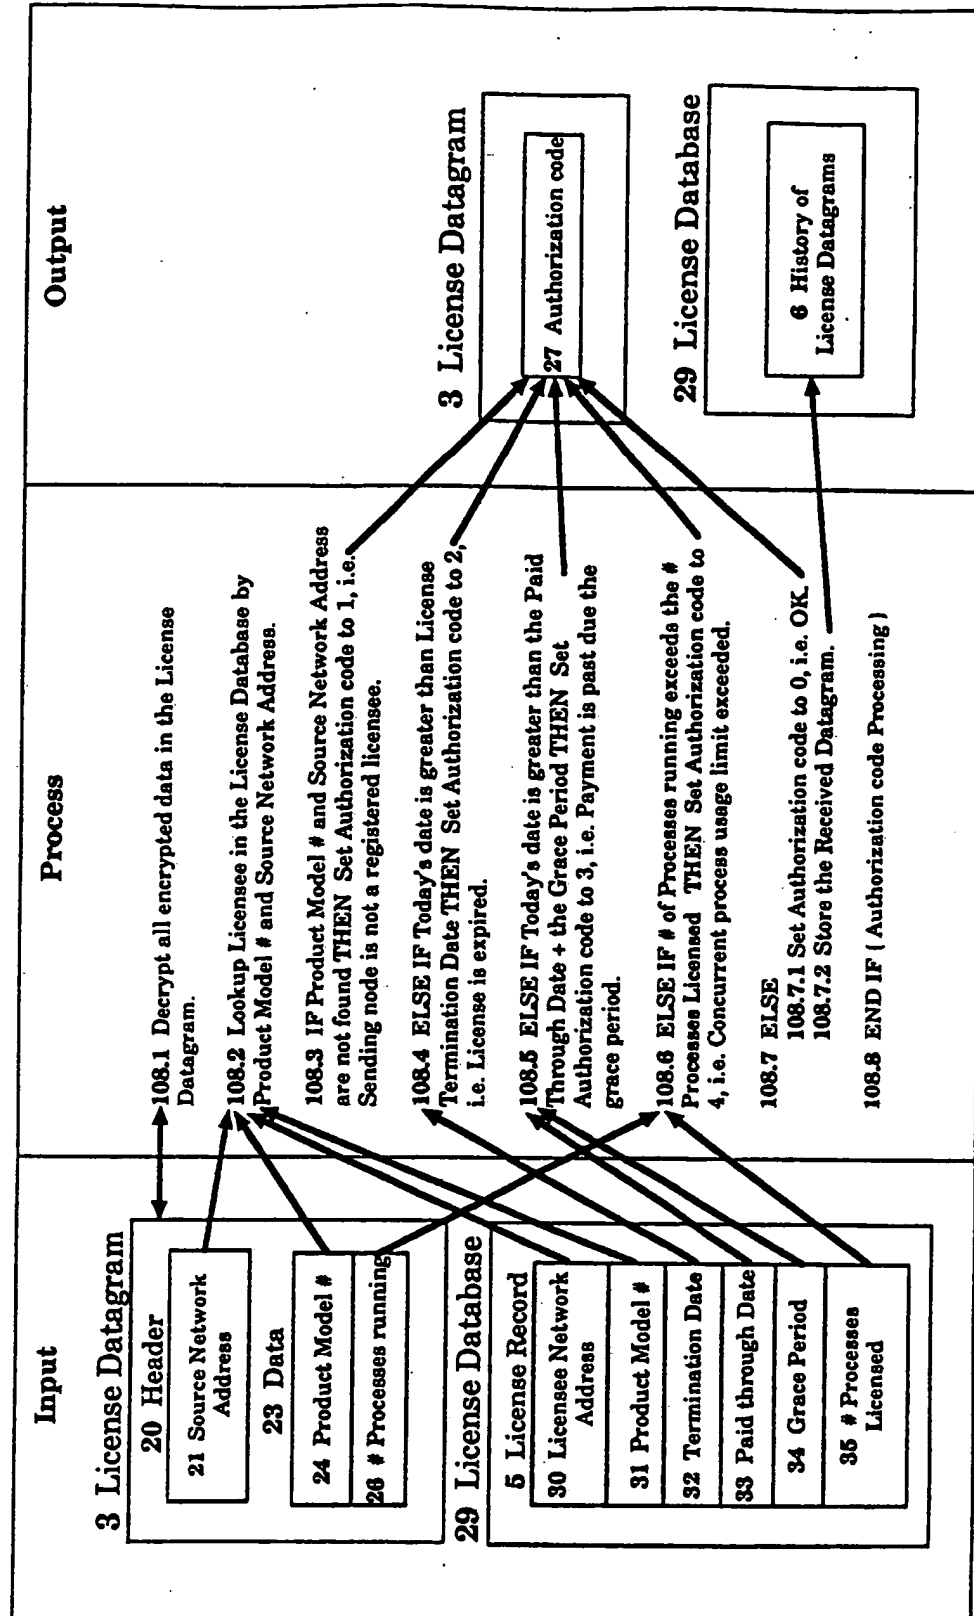 Input
3 License Datagram
20 Header
21 Source Network
Address
23 Data
24 Product Model #
26 # Processes running
29 License Database
5 License Record
30 Licensee Network
Address
31 Product Model #
32 Termination Date
33 Paid through Date
34 Grace Period
35 # Processes
Licensed
Process
108.1 Decrypt all encrypted data in the License
Datagram.
108.2 Lookup Licensee in the License Database by
Product Model # and Source Network Address.
108.3 IF Product Model # and Source Network Address
are not found THEN Set Authorization code to 1, i.e.
Sending node is not a registered licensee.
108.4 ELSE IF Today's date is greater than License
Termination Date THEN Set Authorization code to 2,
i.e. License is expired.
108.5 ELSE IF Today's date is greater than the Paid
Through Date + the Grace Period THEN Set
Authorization code to 3, i.e. Payment is past due the
grace period.
108.6 ELSE IF # of Processes running exceeds the #
Processes Licensed THEN Set Authorization code to
4, i.e. Concurrent process usage limit exceeded.
108.7 ELSE
108.7.1 Set Authorization code to 0, i.e. OK.
108.7.2 Store the Received Datagram.
108.8 END IF ( Authorization code Processing )
Output
3 License Datagram
27 Authorization code
29 License Database
6 History of
License Datagrams